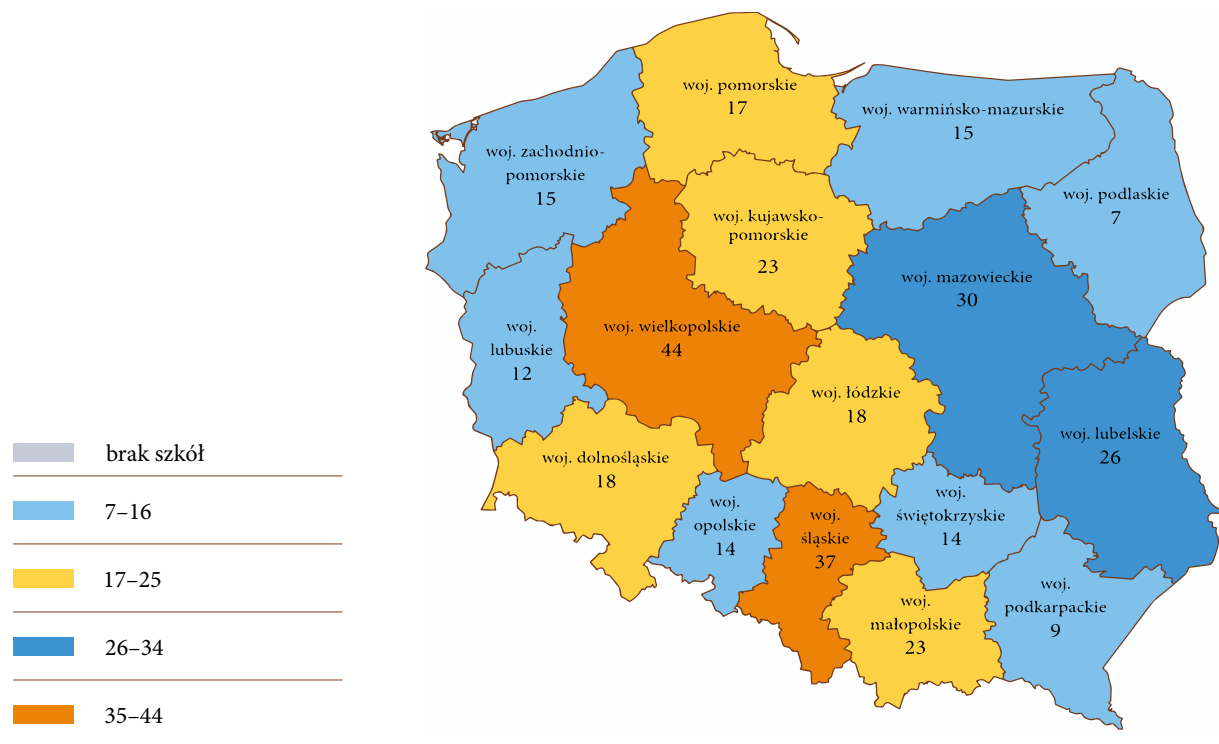 woj. pomorskie
17
woj. warmińsko-mazurskie
15
woj. zachodnio-
pomorskie
15
woj. podlaskie
7
woj. kujawsko-
pomorskie
23
woj. mazowieckie
30
woj. wielkopolskie
44
woj.
lubuskie
12
woj. łódzkie
18
woj. lubelskie
26
woj. dolnośląskie
18
woj.
opolskie
14
woj.
śląskie
37
woj.
świętokrzyskie
14
woj.
małopolskie
23
woj.
podkarpackie
9
brak szkół
7–16
17–25
26–34
35–44